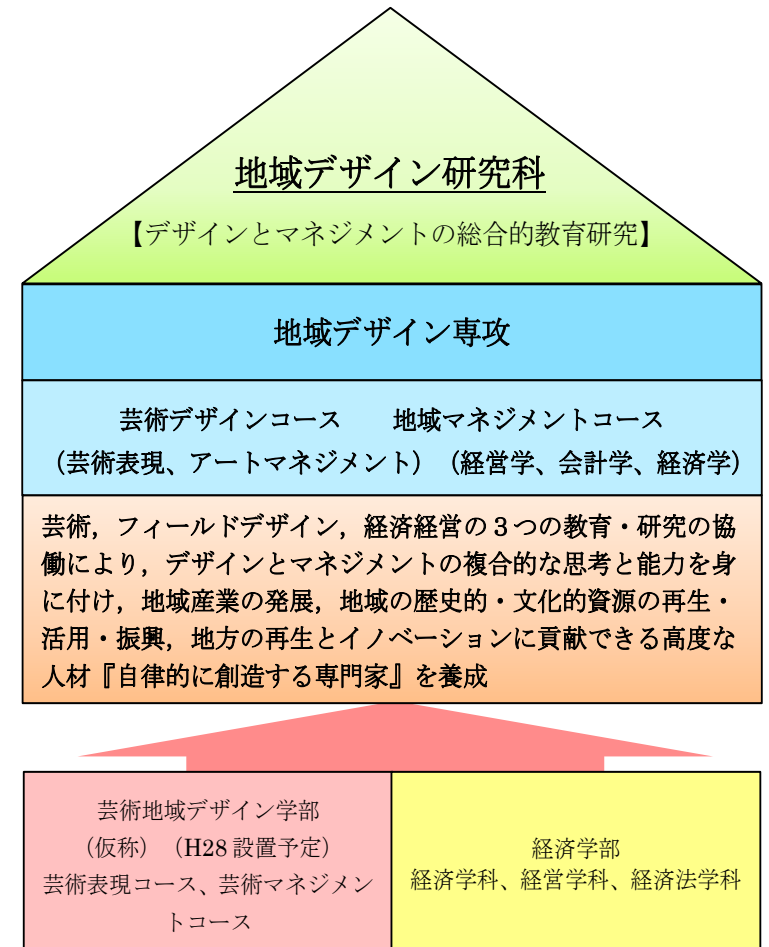 地域デザイン研究科
【デザインとマネジメントの総合的教育研究】
地域デザイン専攻
芸術デザインコース　　地域マネジメントコース
（芸術表現、アートマネジメント）（経営学、会計学、経済学）
芸術，フィールドデザイン，経済経営の３つの教育・研究の協
働により，デザインとマネジメントの複合的な思考と能力を身
に付け，地域産業の発展，地域の歴史的・文化的資源の再生・
活用・振興，地方の再生とイノベーションに貢献できる高度な
人材『自律的に創造する専門家』を養成
芸術地域デザイン学部
（仮称）（H28 設置予定）
芸術表現コース、芸術マネジメン
トコース
経済学部
経済学科、経営学科、経済法学科